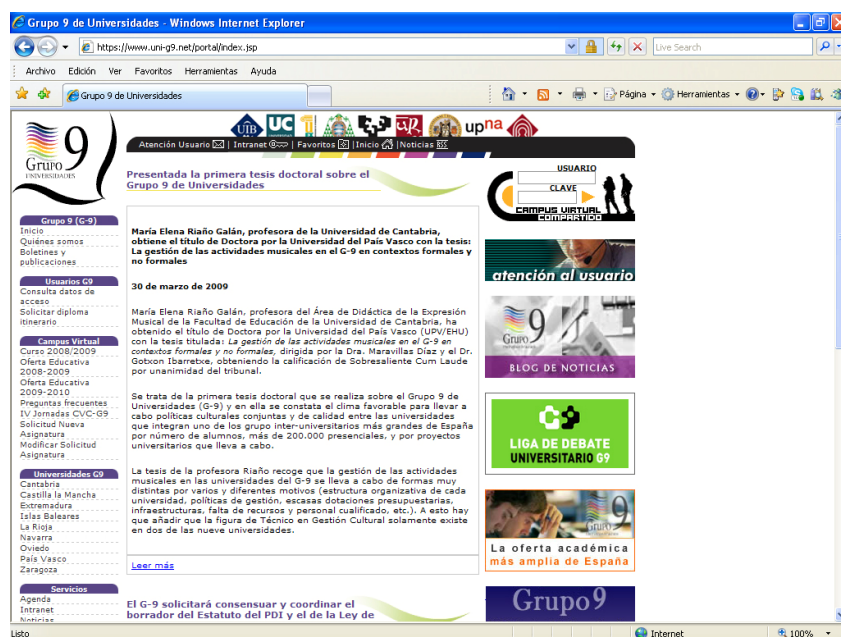 Grupo 9 de Universidades - Windows Internet Explorer
https://www.uni-g9.net/portal/index.jsp
Live Search
Archivo Edición Ver Favoritos Herramientas Ayuda
Grupo 9 de Universidades
Página Herramientas
UIB UC UR upna
Atención Usuario | Intranet | Favoritos | Inicio | Noticias
9
Grupo
UNIVERSIDADES
Grupo 9 (G-9)
Inicio
Quiénes somos
Boletines y
publicaciones
Usuarios G9
Consulta datos de
acceso
Solicitar diploma
itinerario
Campus Virtual
Curso 2008/2009
Oferta Educativa
2008-2009
Oferta Educativa
2009-2010
Preguntas frecuentes
IV Jornadas CVC-G9
Solicitud Nueva
Asignatura
Modificar Solicitud
Asignatura
Universidades G9
Cantabria
Castilla la Mancha
Extremadura
Islas Baleares
La Rioja
Navarra
Oviedo
País Vasco
Zaragoza
Servicios
Agenda
Intranet
Noticias
Presentada la primera tesis doctoral sobre el
Grupo 9 de Universidades
María Elena Riaño Galán, profesora de la Universidad de Cantabria,
obtiene el título de Doctora por la Universidad del País Vasco con la tesis:
La gestión de las actividades musicales en el G-9 en contextos formales y
no formales
30 de marzo de 2009
María Elena Riaño Galán, profesora del Área de Didáctica de la Expresión
Musical de la Facultad de Educación de la Universidad de Cantabria, ha
obtenido el título de Doctora por la Universidad del País Vasco (UPV/EHU)
con la tesis titulada: La gestión de las actividades musicales en el G-9 en
contextos formales y no formales, dirigida por la Dra. Maravillas Díaz y el Dr.
Gotxon Ibarretxe, obteniendo la calificación de Sobresaliente Cum Laude
por unanimidad del tribunal.
Se trata de la primera tesis doctoral que se realiza sobre el Grupo 9 de
Universidades (G-9) y en ella se constata el clima favorable para llevar a
cabo políticas culturales conjuntas y de calidad entre las universidades
que integran uno de los grupo inter-universitarios más grandes de España
por número de alumnos, más de 200.000 presenciales, y por proyectos
universitarios que lleva a cabo.
La tesis de la profesora Riaño recoge que la gestión de las actividades
musicales en las universidades del G-9 se lleva a cabo de formas muy
distintas por varios y diferentes motivos (estructura organizativa de cada
universidad, políticas de gestión, escasas dotaciones presupuestarias,
infraestructuras, falta de recursos y personal cualificado, etc.). A esto hay
que añadir que la figura de Técnico en Gestión Cultural solamente existe
en dos de las nueve universidades.
Leer más
El G-9 solicitará consensuar y coordinar el
borrador del Estatuto del PDI y el de la Ley de
USUARIO
CLAVE
CAMPUS VIRTUAL
COMPARTIDO
atención al usuario
9
Grupo
BLOG DE NOTICIAS
LIGA DE DEBATE
UNIVERSITARIO G9
9
Grupo
La oferta académica
más amplia de España
Grupo9
Listo
Internet
100%